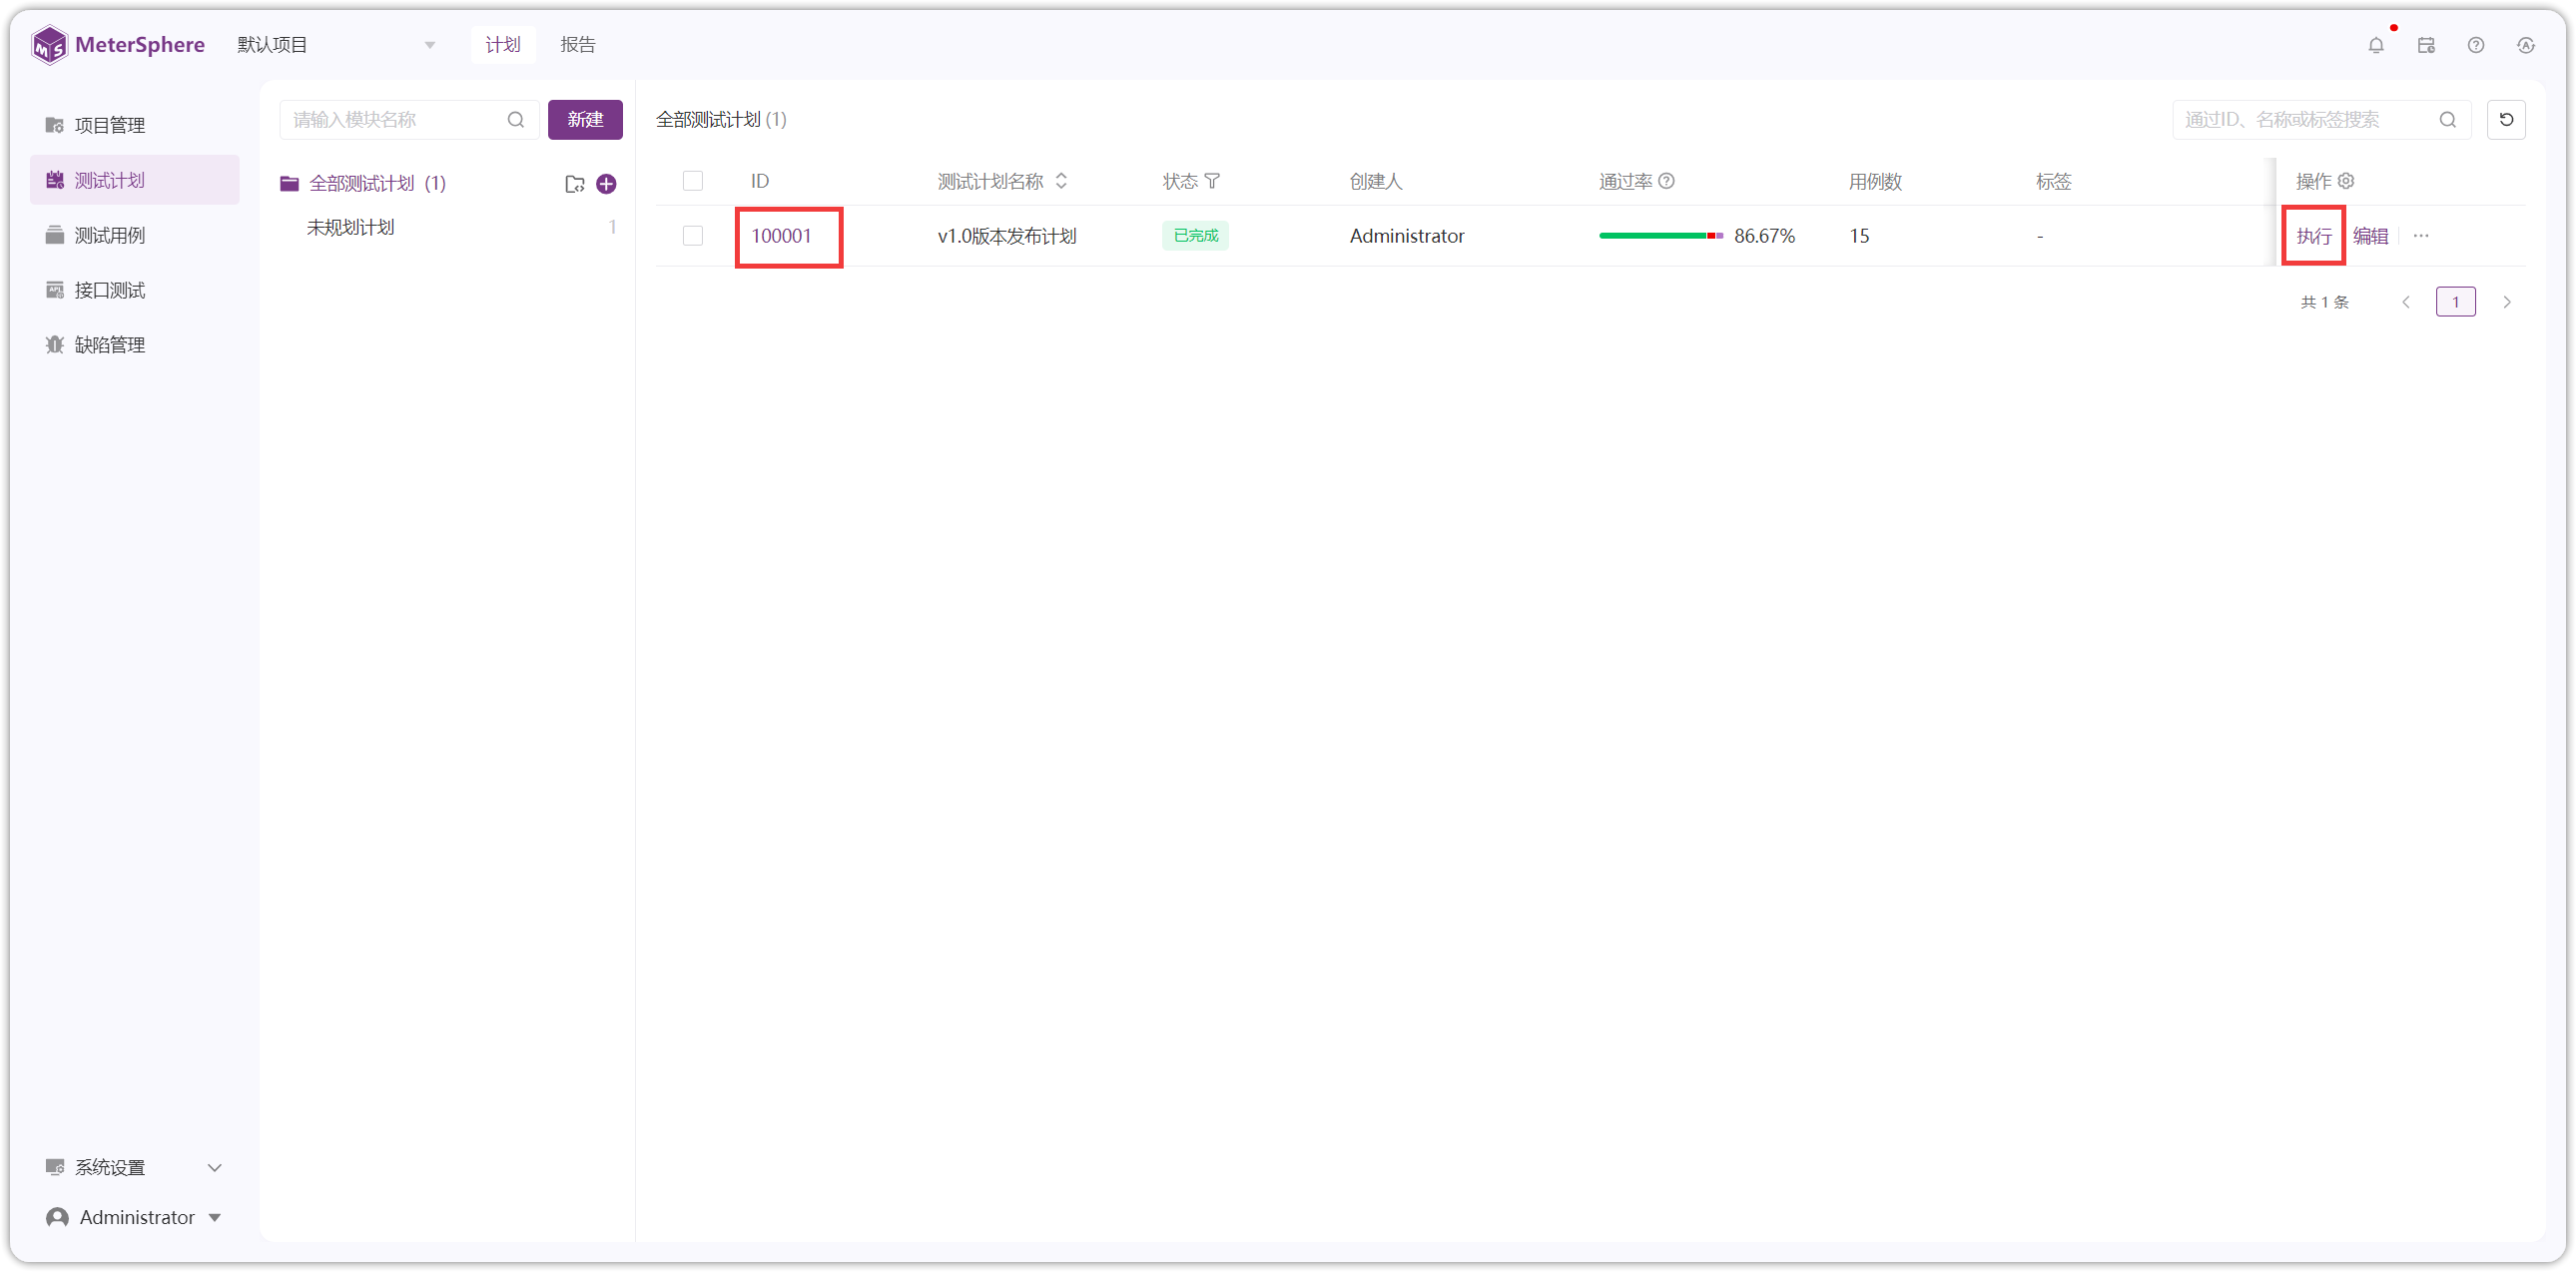 MeterSphere
默认项目
计划
报告
项目管理
测试计划
测试用例
接口测试
缺陷管理
系统设置
Administrator
请输入模块名称
新建
全部测试计划 (1)
未规划计划 1
全部测试计划 (1)
通过ID、名称或标签搜索
ID 测试计划名称 状态 创建人 通过率 用例数 标签 操作
100001 v1.0版本发布计划 已完成 Administrator 86.67% 15 - 执行 编辑 ···
共 1 条 < 1 >